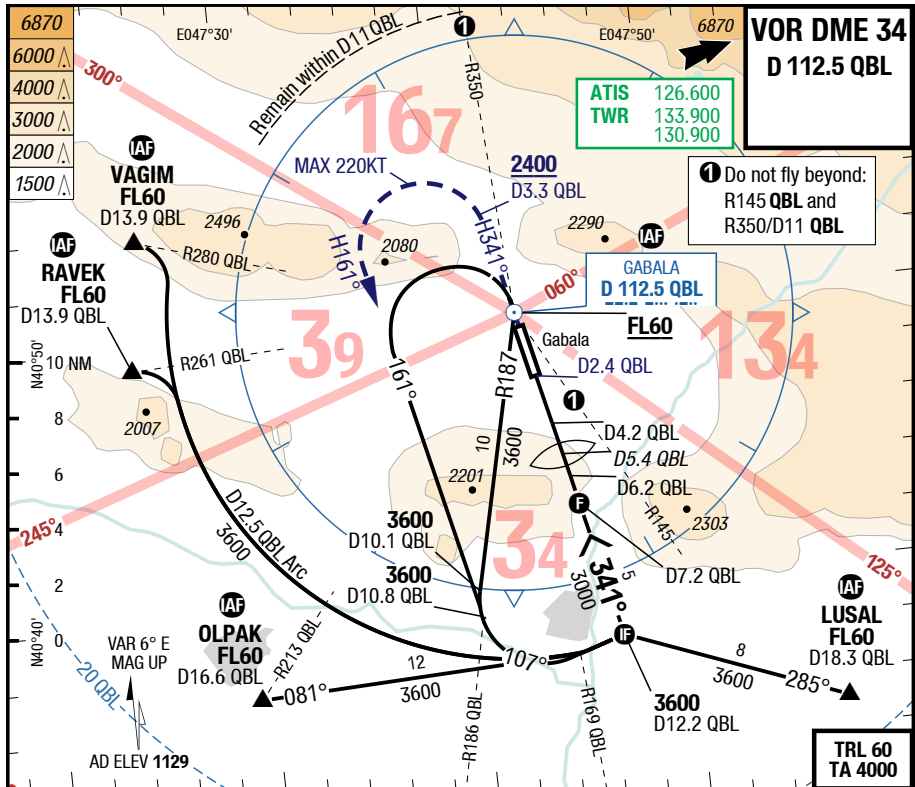 6870
6000
4000
3000
2000
1500
E047°30'
E047°50'
6870
VOR DME 34
D 112.5 QBL
Remain within D11 QBL
1
R350
300°
167
ATIS 126.600
TWR 133.900
130.900
IAF
VAGIM
FL60
D13.9 QBL
MAX 220KT
2400
D3.3 QBL
1 Do not fly beyond:
R145 QBL and
R350/D11 QBL
2496
2080
2290
IAF
R280 QBL
H161°
H341°
IAF
RAVEK
FL60
D13.9 QBL
060°
GABALA
D 112.5 QBL
FL60
39
134
R261 QBL
Gabala
D2.4 QBL
N40°50'
10 NM
8
6
4
2
0
N40°40'
161°
R187
10
3600
1
2007
D4.2 QBL
D5.4 QBL
D6.2 QBL
2201
2303
R145
F
D7.2 QBL
245°
125°
D12.5 QBL Arc
3600
3600
D10.1 QBL
3600
D10.8 QBL
34
341°
5
3000
IAF
OLPAK
FL60
D16.6 QBL
R213 QBL
IAF
LUSAL
FL60
D18.3 QBL
IF
107°
12
3600
081°
8
3600
285°
3600
D12.2 QBL
R186 QBL
R169 QBL
VAR 6° E
MAG UP
20 QBL
AD ELEV 1129
TRL 60
TA 4000